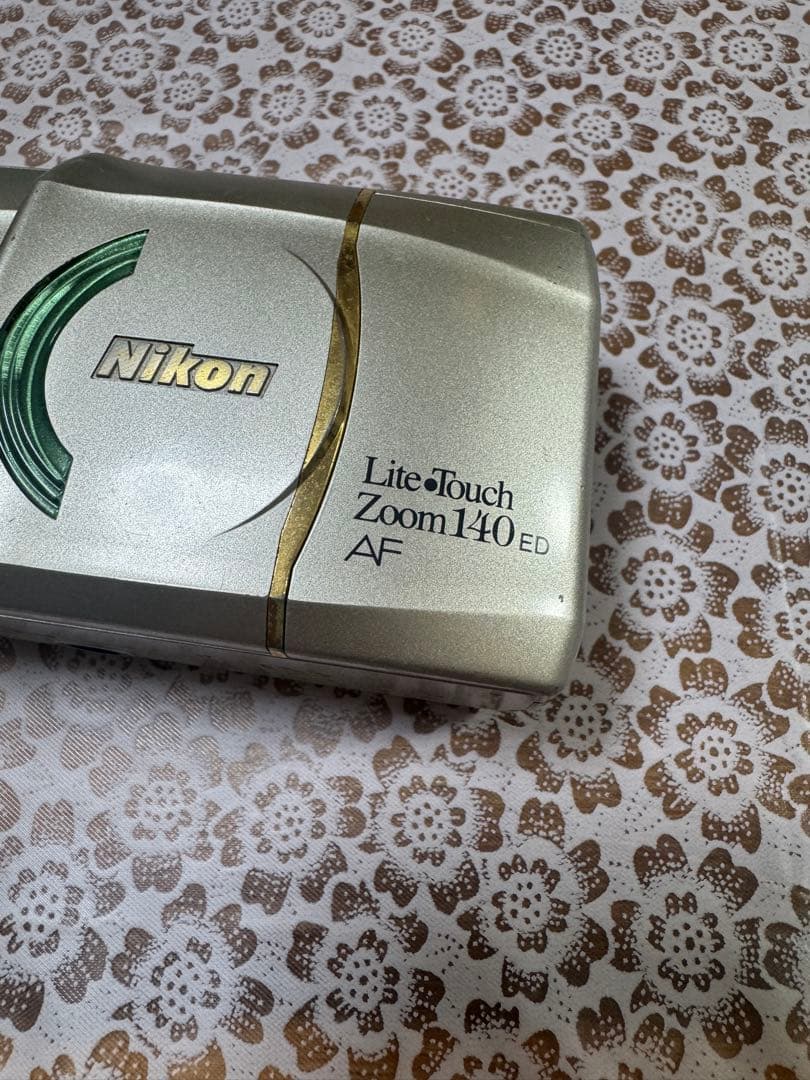 Nikon
Lite•Touch
Zoom 140 ED
AF